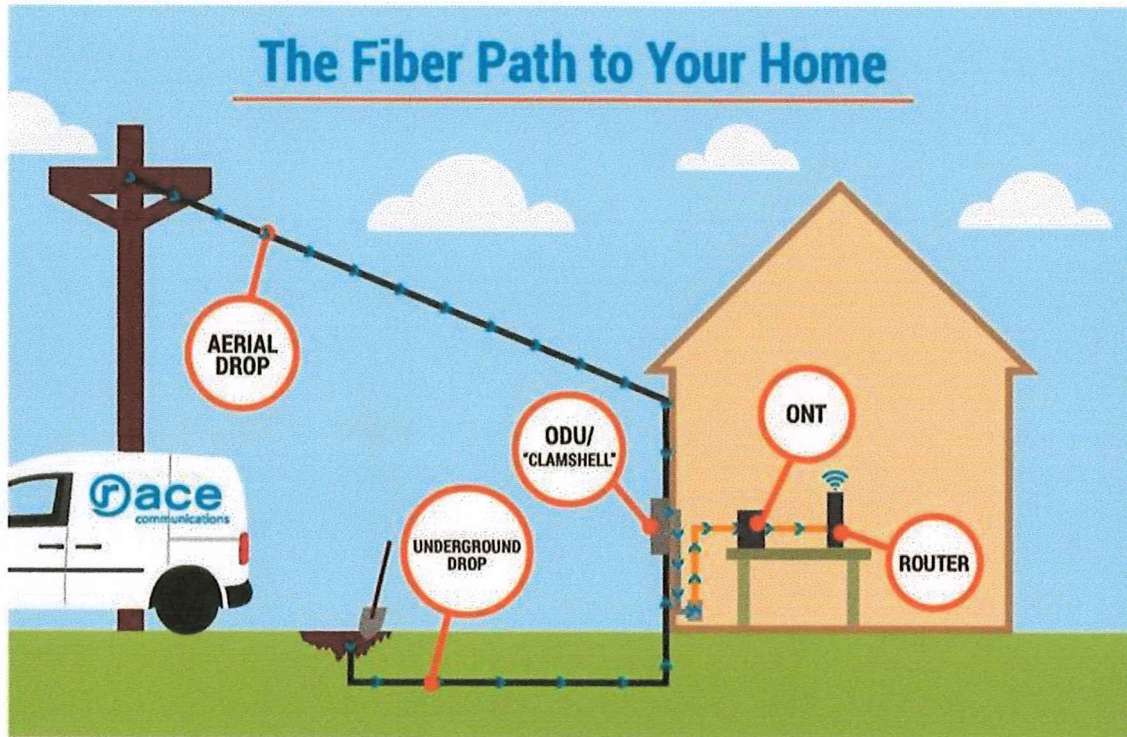 The Fiber Path to Your Home
AERIAL
DROP
ODU/
"CLAMSHELL"
ONT
race
communications
UNDERGROUND
DROP
ROUTER